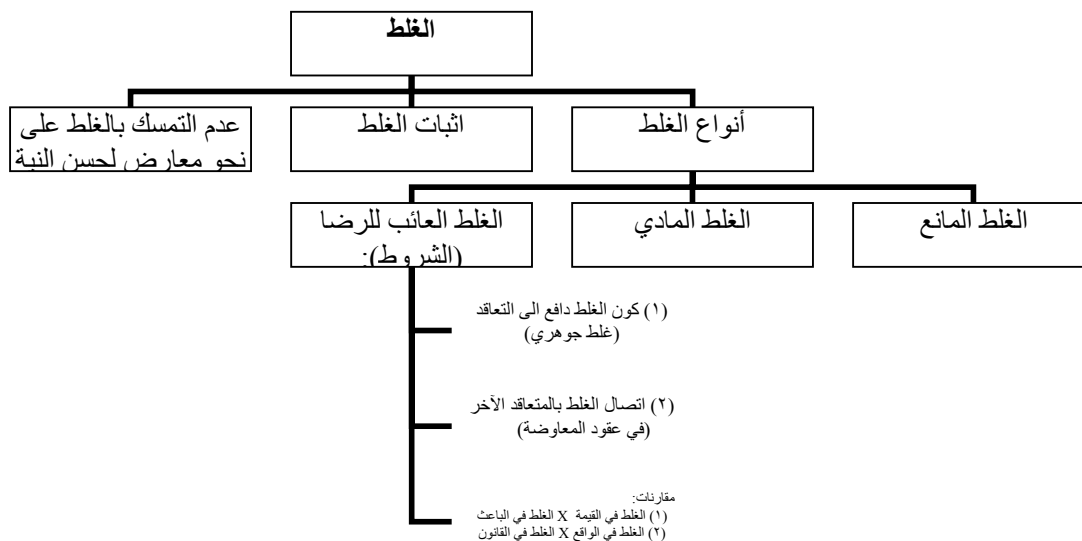 الغلط
أنواع الغلط
اثبات الغلط
عدم التمسك بالغلط على
نحو معارض لحسن النية
الغلط المانع
الغلط المادي
الغلط العائب للرضا
(الشروط):
(١) كون الغلط دافع الى التعاقد
(غلط جوهري)
(٢) اتصال الغلط بالمتعاقد الآخر
(في عقود المعاوضة)
مقارنات:
(١) الغلط في القيمة X الغلط في الباعث
(٢) الغلط في الواقع X الغلط في القانون